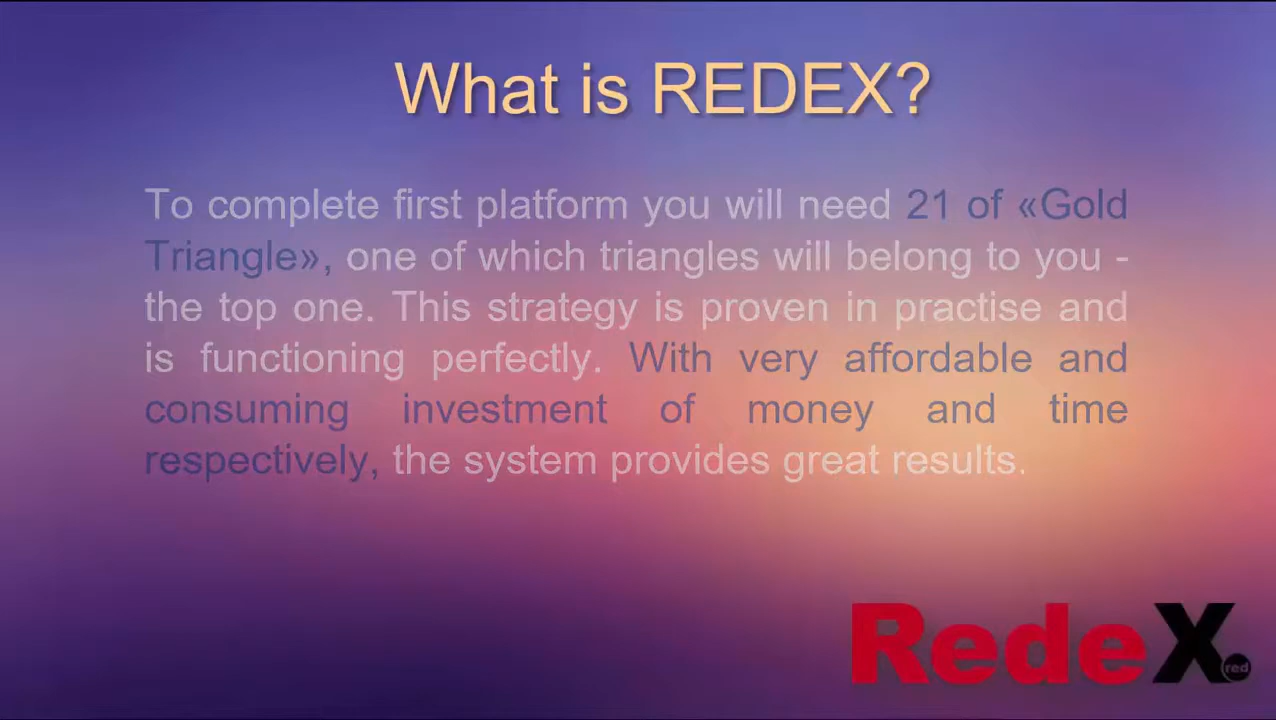 What is REDEX?
To complete first platform you will need 21 of «Gold
Triangle», one of which triangles will belong to you -
the top one. This strategy is proven in practise and
is functioning perfectly. With very affordable and
consuming investment of money and time
respectively, the system provides great results.
RedeX
red